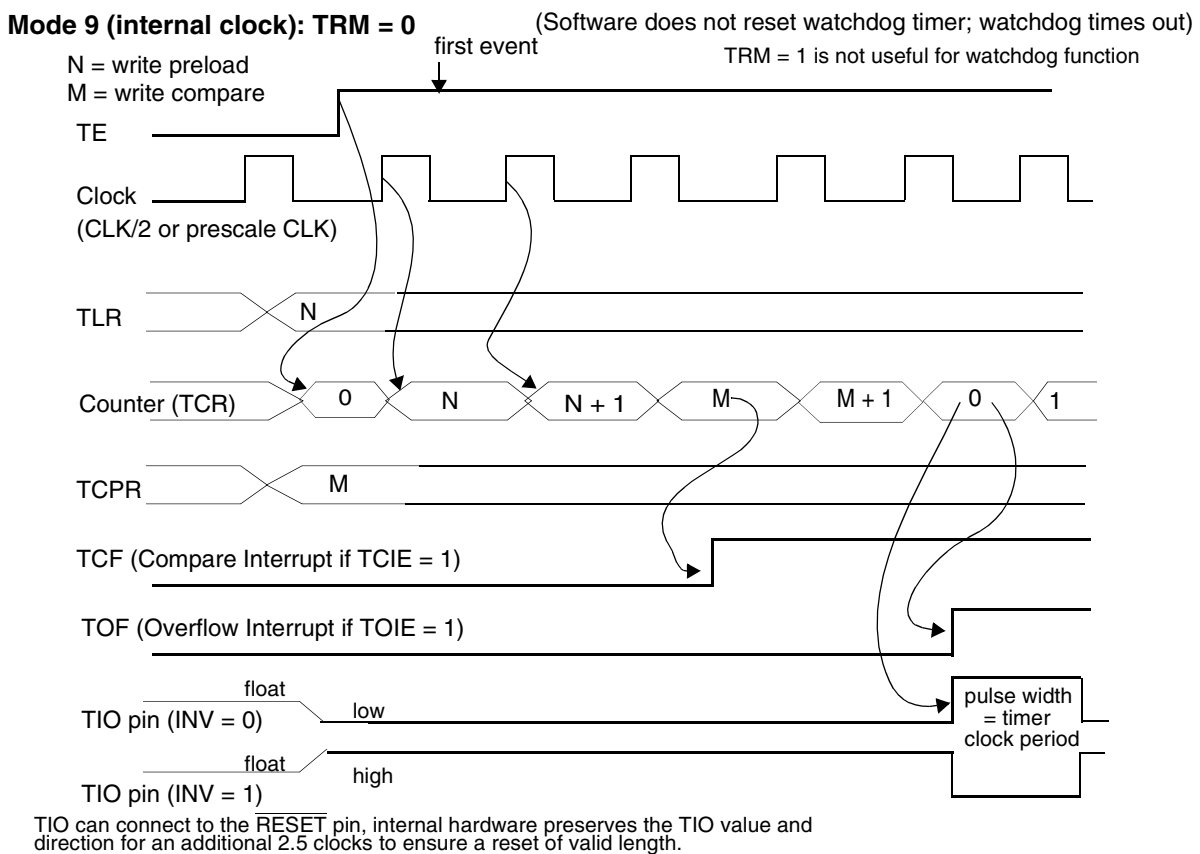 Mode 9 (internal clock): TRM = 0
(Software does not reset watchdog timer; watchdog times out)
first event
TRM = 1 is not useful for watchdog function
N = write preload
M = write compare
TE
Clock
(CLK/2 or prescale CLK)
TLR
N
Counter (TCR)
0
N
N + 1
M
M + 1
0
1
TCPR
M
TCF (Compare Interrupt if TCIE = 1)
TOF (Overflow Interrupt if TOIE = 1)
float
TIO pin (INV = 0)
low
pulse width
= timer
clock period
float
TIO pin (INV = 1)
high
TIO can connect to the RESET pin, internal hardware preserves the TIO value and
direction for an additional 2.5 clocks to ensure a reset of valid length.